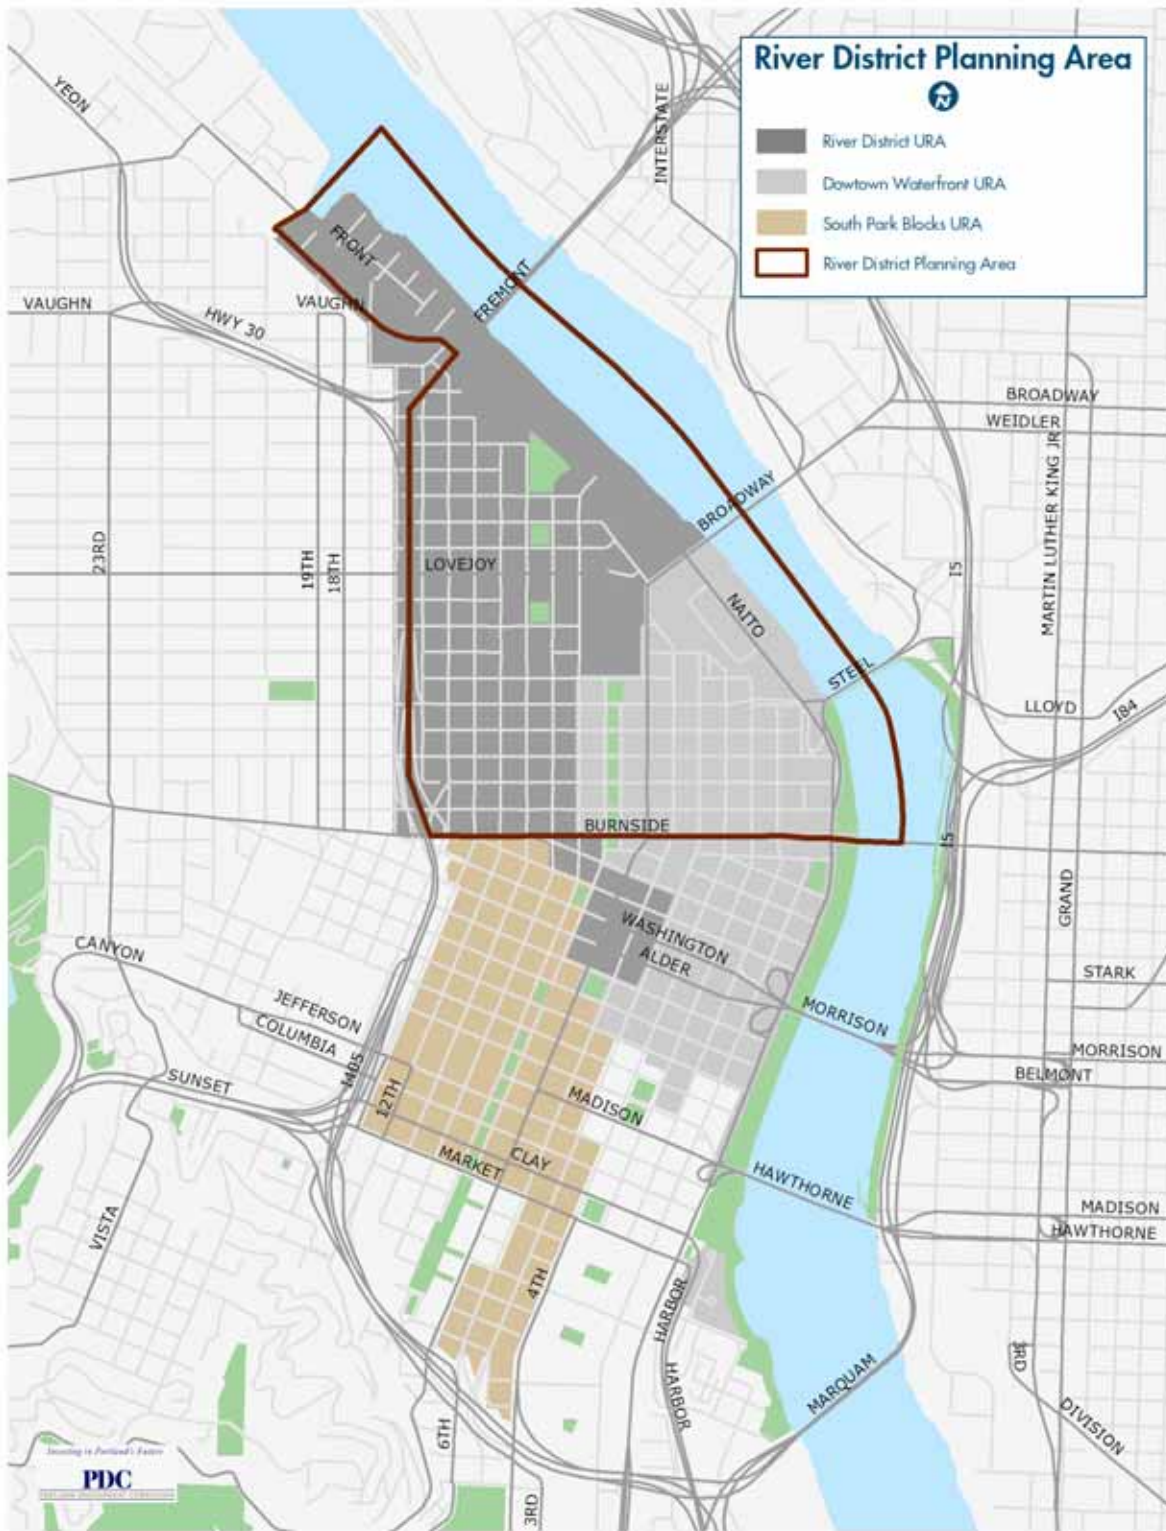 River District Planning Area
N
River District URA
Dowtown Waterfront URA
South Park Blocks URA
River District Planning Area
YEON
INTERSTATE
FRONT
FREMONT
VAUGHN
VAUGHN
HWY 30
BROADWAY
WEIDLER
MARTIN LUTHER KING JR
BROADWAY
23RD
19TH
18TH
LOVEJOY
I5
NAITO
STEEL
LLOYD
I84
BURNSIDE
I5
GRAND
WASHINGTON
ALDER
CANYON
STARK
JEFFERSON
COLUMBIA
MORRISON
MORRISON
I405
SUNSET
12TH
BELMONT
MADISON
CLAY
MARKET
HAWTHORNE
MADISON
HAWTHORNE
VISTA
4TH
HARBOR
HARBOR
3RD
MARQUAM
DIVISION
6TH
3RD
Investing in Portland's Future
PDC